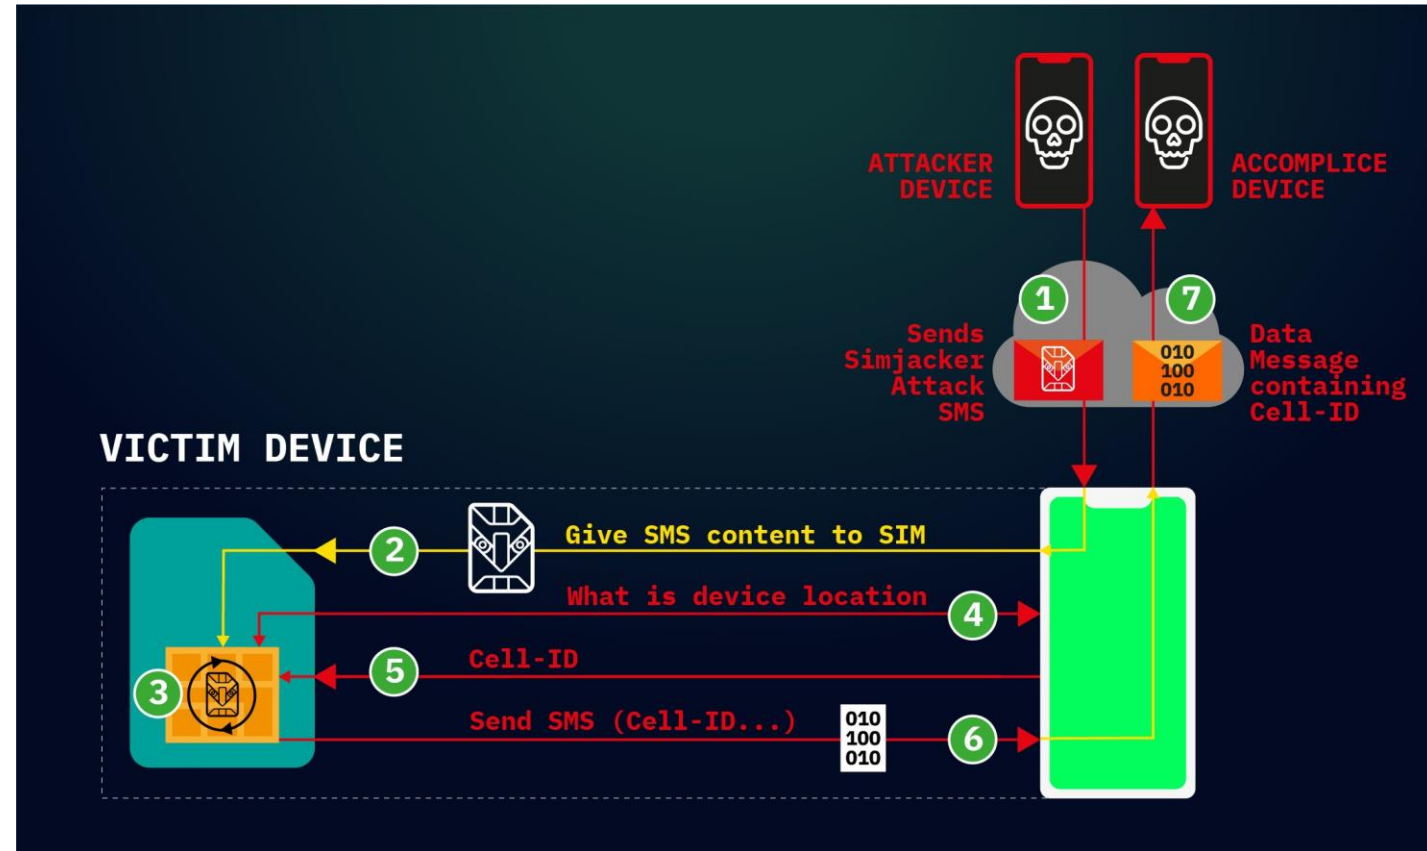 ATTACKER
DEVICE
ACCOMPLICE
DEVICE
1
7
Sends
Simjacker
Attack
SMS
010
100
010
Data
Message
containing
Cell-ID
VICTIM DEVICE
2
Give SMS content to SIM
What is device location
4
Cell-ID
5
3
Send SMS (Cell-ID...)
010
100
010
6